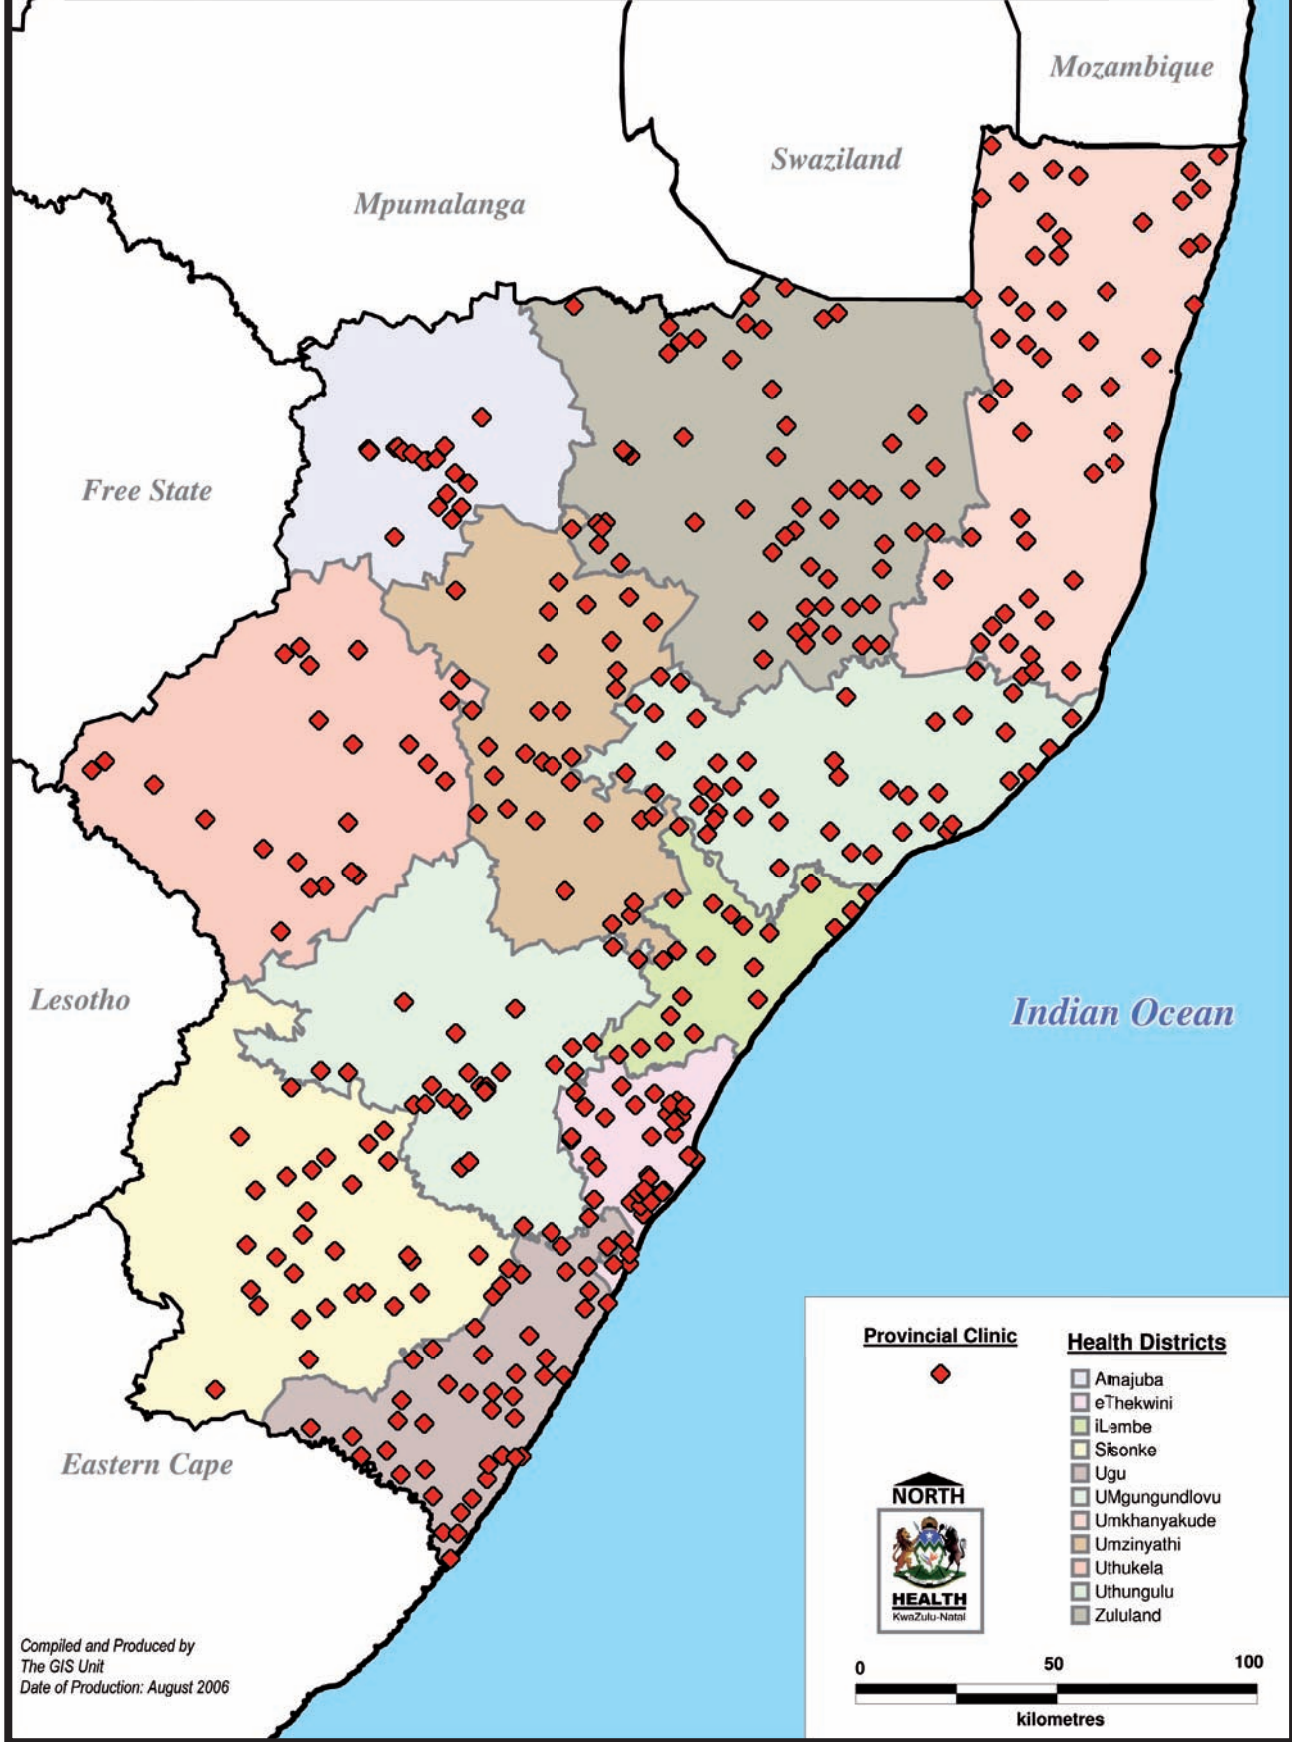 Mozambique
Swaziland
Mpumalanga
Free State
Lesotho
Indian Ocean
Eastern Cape
Provincial Clinic
Health Districts
Amajuba
eThekwini
iLembe
Sisonke
Ugu
UMgungundlovu
Umkhanyakude
Umzinyathi
Uthukela
Uthungulu
Zululand
NORTH
HEALTH
KwaZulu-Natal
0 50 100
kilometres
Compiled and Produced by
The GIS Unit
Date of Production: August 2006